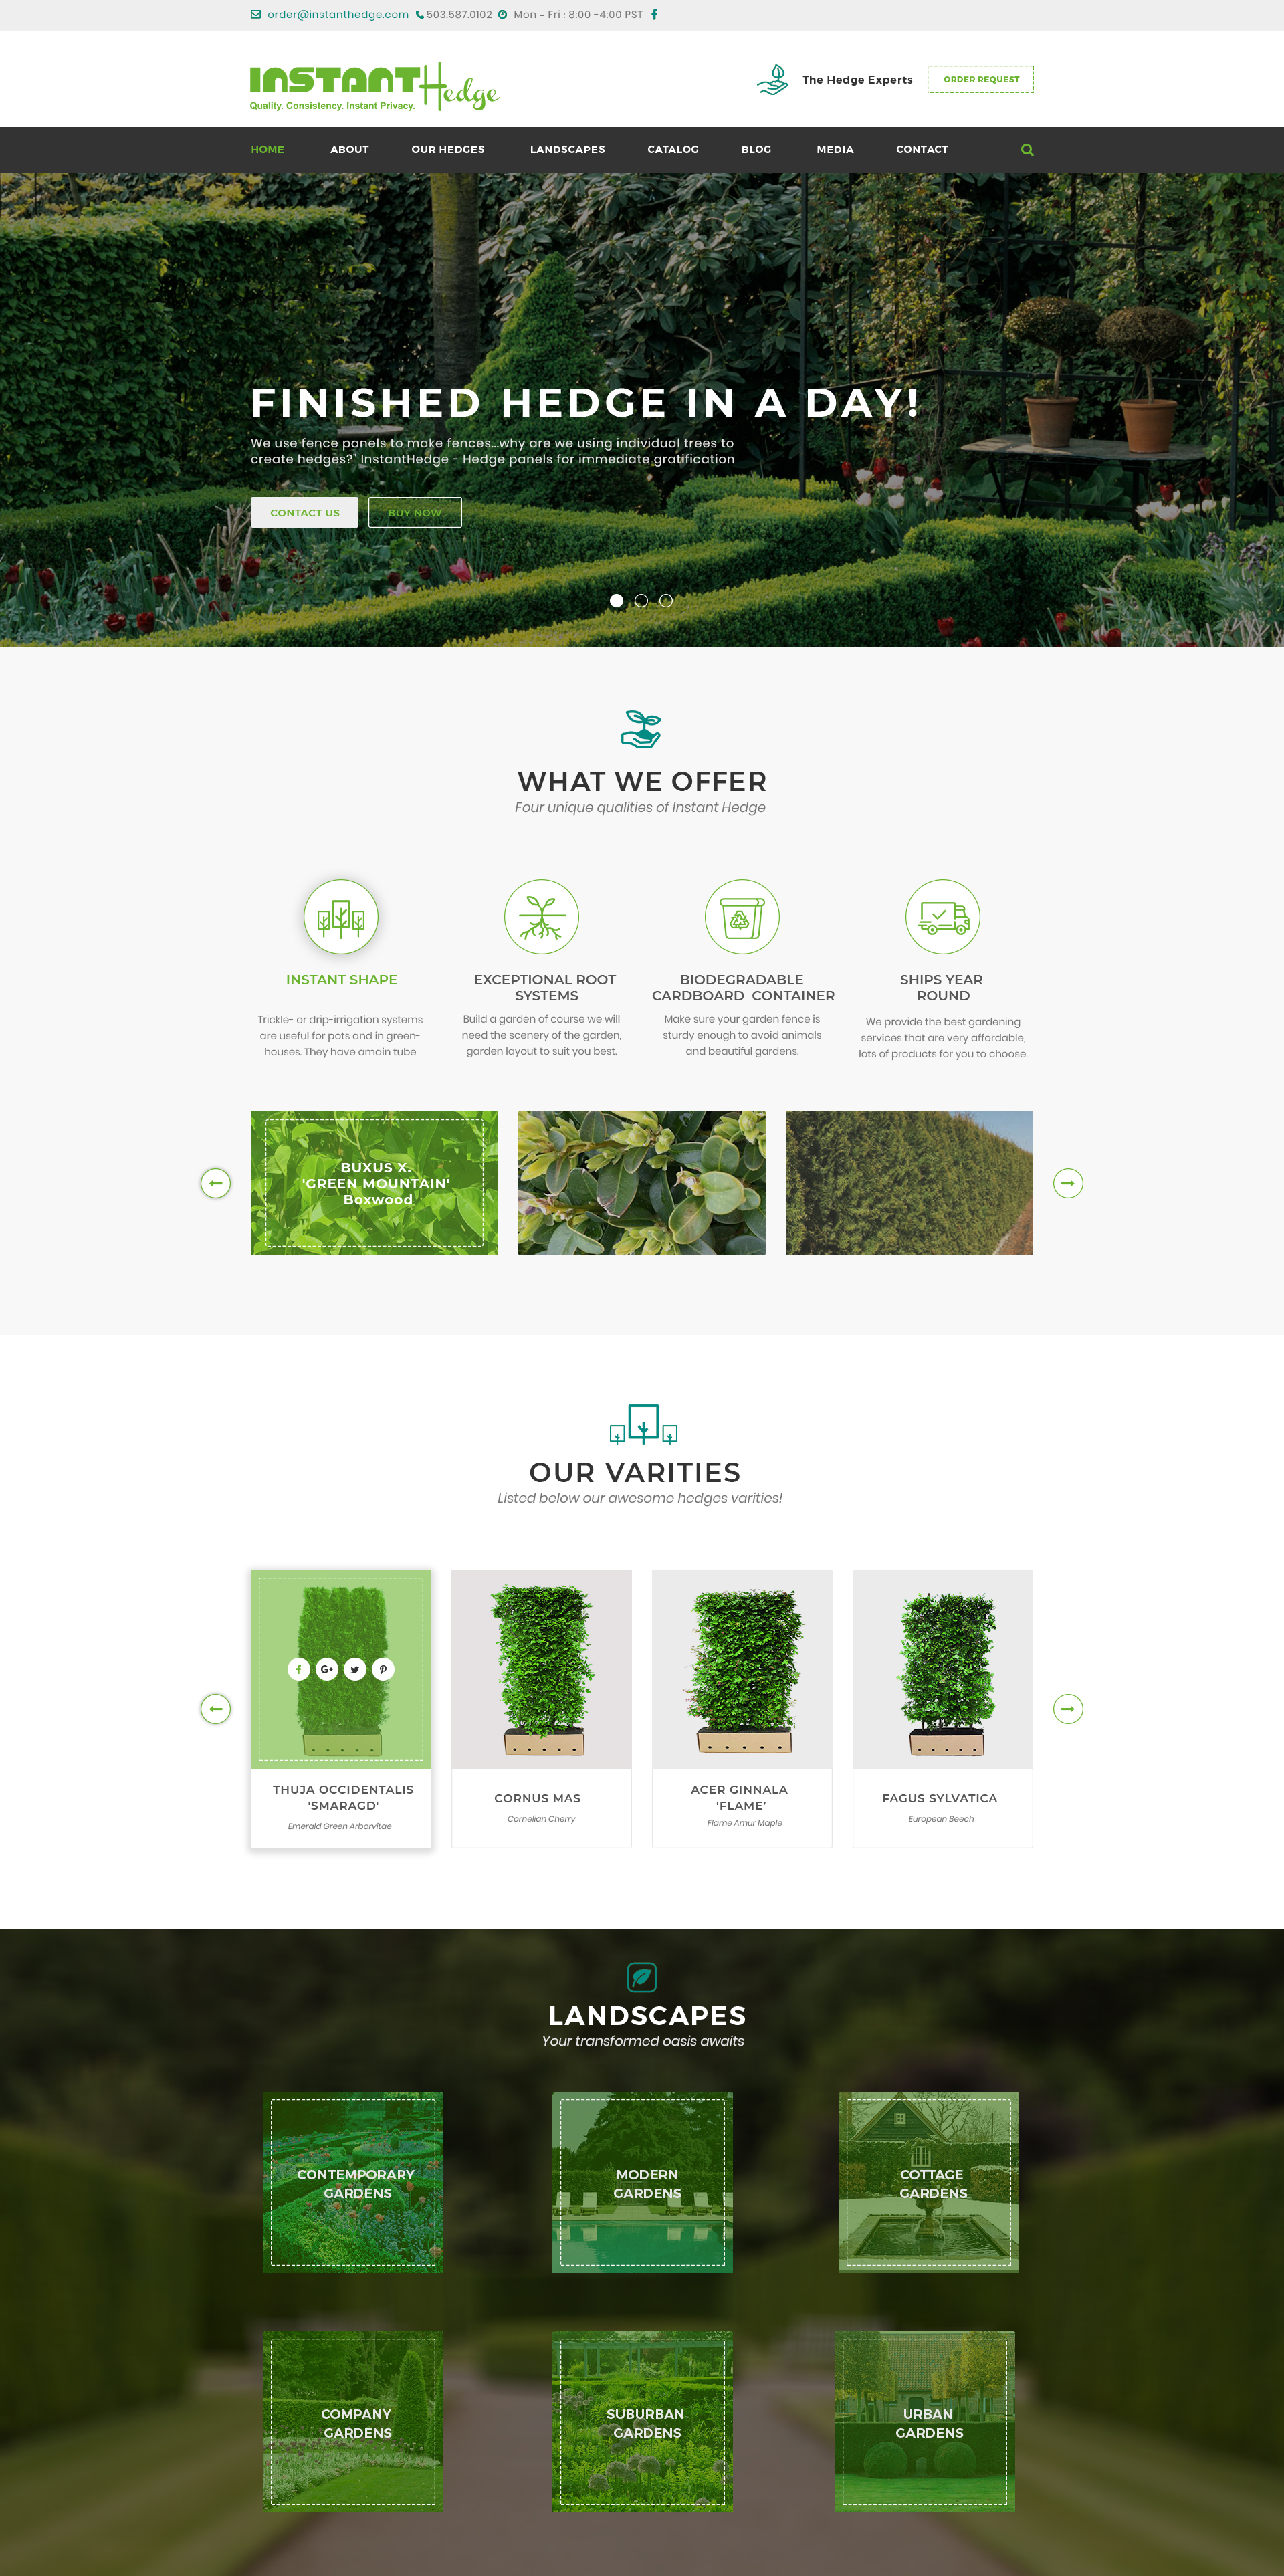 order@instanthedge.com 503.587.0102 Mon - Fri : 8:00 -4:00 PST
INSTANT Hedge
Quality. Consistency. Instant Privacy.
The Hedge Experts
ORDER REQUEST
HOME ABOUT OUR HEDGES LANDSCAPES CATALOG BLOG MEDIA CONTACT
FINISHED HEDGE IN A DAY!
We use fence panels to make fences...why are we using individual trees to
create hedges?" InstantHedge - Hedge panels for immediate gratification
CONTACT US
BUY NOW
WHAT WE OFFER
Four unique qualities of Instant Hedge
INSTANT SHAPE
Trickle- or drip-irrigation systems
are useful for pots and in green-
houses. They have amain tube
EXCEPTIONAL ROOT
SYSTEMS
Build a garden of course we will
need the scenery of the garden,
garden layout to suit you best.
BIODEGRADABLE
CARDBOARD CONTAINER
Make sure your garden fence is
sturdy enough to avoid animals
and beautiful gardens.
SHIPS YEAR
ROUND
We provide the best gardening
services that are very affordable,
lots of products for you to choose.
BUXUS X.
'GREEN MOUNTAIN'
Boxwood
OUR VARITIES
Listed below our awesome hedges varities!
THUJA OCCIDENTALIS
'SMARAGD'
Emerald Green Arborvitae
CORNUS MAS
Cornelian Cherry
ACER GINNALA
'FLAME'
Flame Amur Maple
FAGUS SYLVATICA
European Beech
LANDSCAPES
Your transformed oasis awaits
CONTEMPORARY
GARDENS
MODERN
GARDENS
COTTAGE
GARDENS
COMPANY
GARDENS
SUBURBAN
GARDENS
URBAN
GARDENS